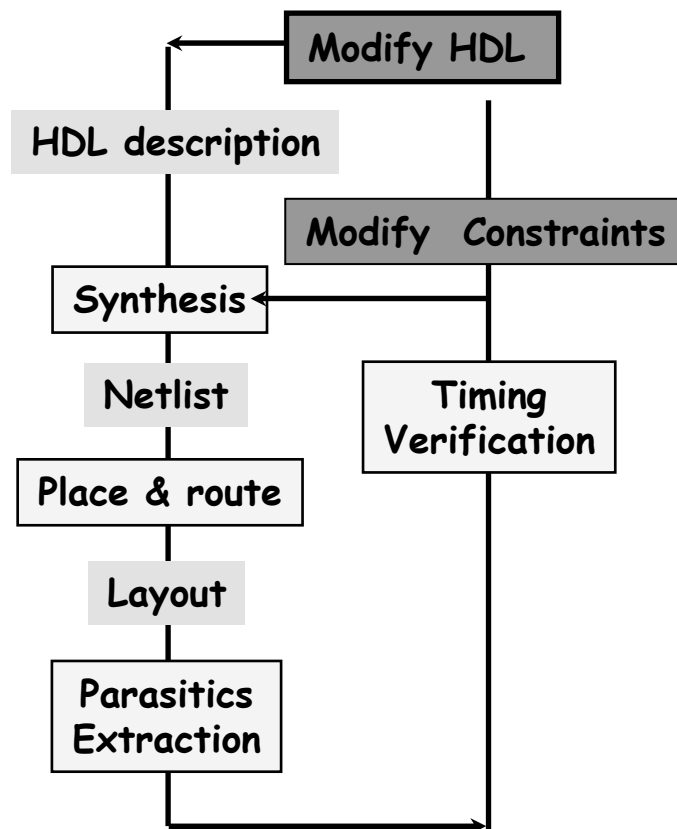 Modify HDL
HDL description
Modify Constraints
Synthesis
Netlist
Timing
Verification
Place & route
Layout
Parasitics
Extraction